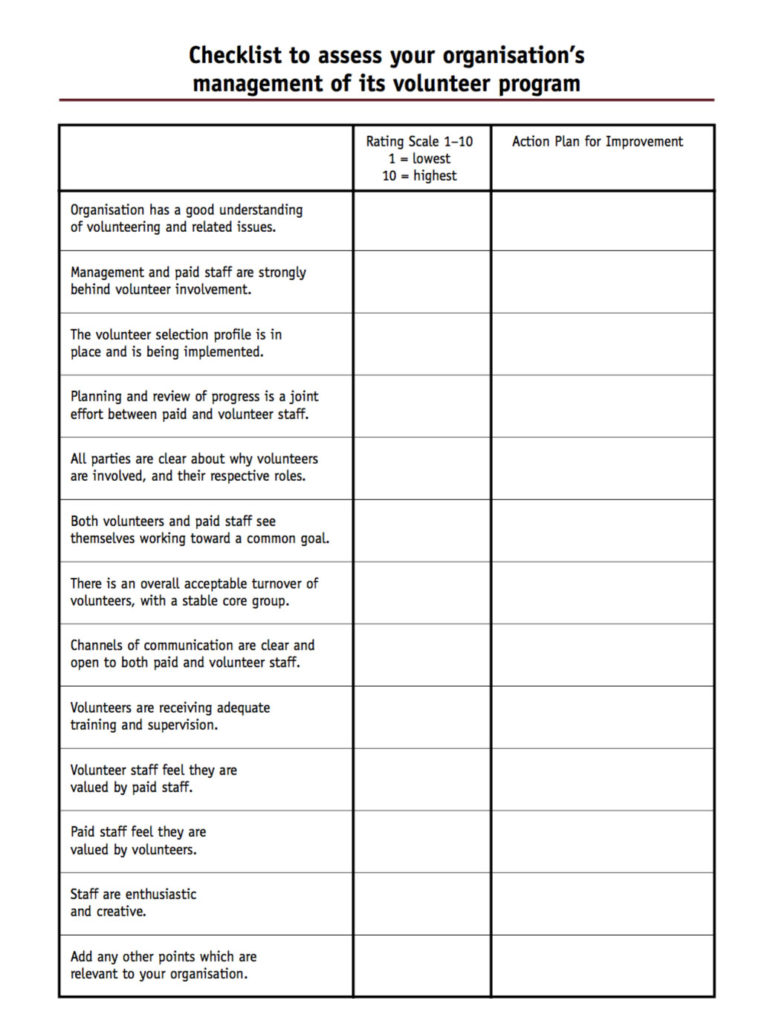 Checklist to assess your organisation’s
management of its volunteer program
Rating Scale 1–10
1 = lowest
10 = highest
Action Plan for Improvement
Organisation has a good understanding
of volunteering and related issues.
Management and paid staff are strongly
behind volunteer involvement.
The volunteer selection profile is in
place and is being implemented.
Planning and review of progress is a joint
effort between paid and volunteer staff.
All parties are clear about why volunteers
are involved, and their respective roles.
Both volunteers and paid staff see
themselves working toward a common goal.
There is an overall acceptable turnover of
volunteers, with a stable core group.
Channels of communication are clear and
open to both paid and volunteer staff.
Volunteers are receiving adequate
training and supervision.
Volunteer staff feel they are
valued by paid staff.
Paid staff feel they are
valued by volunteers.
Staff are enthusiastic
and creative.
Add any other points which are
relevant to your organisation.